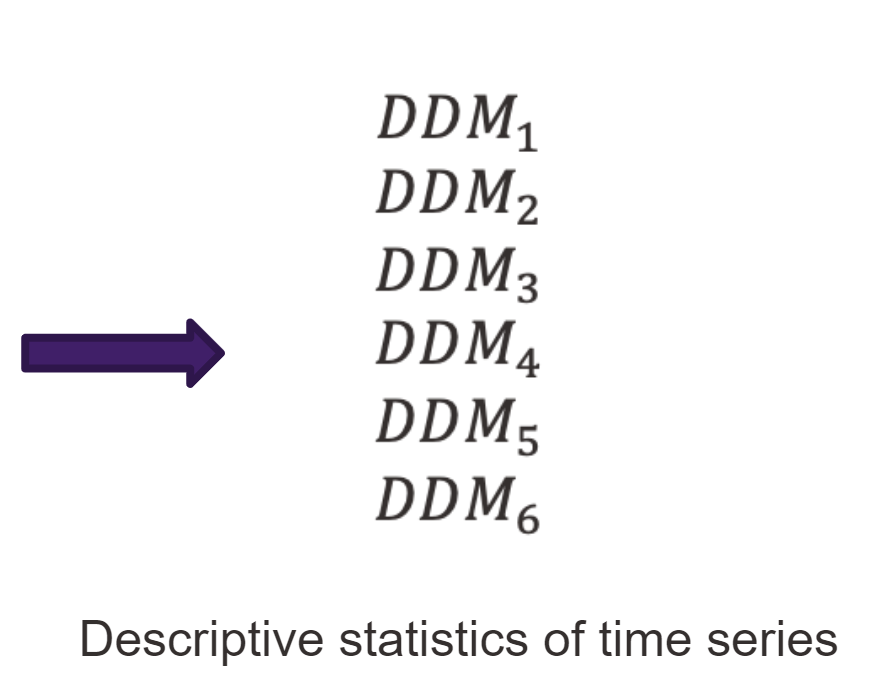 DDM₁
DDM₂
DDM₃
DDM₄
DDM₅
DDM₆
Descriptive statistics of time series